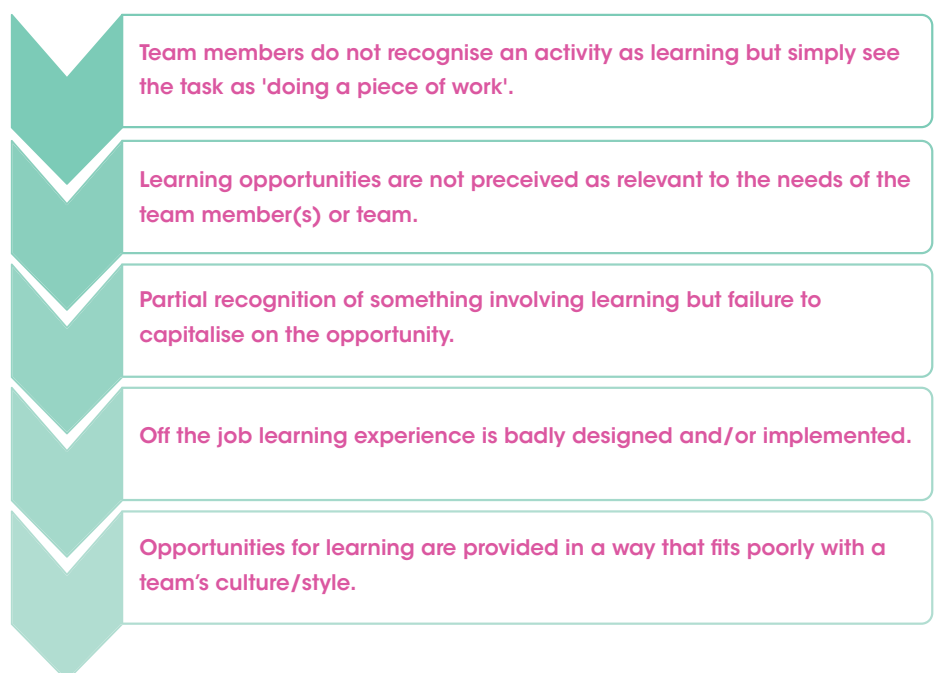 Team members do not recognise an activity as learning but simply see
the task as 'doing a piece of work'.
Learning opportunities are not preceived as relevant to the needs of the
team member(s) or team.
Partial recognition of something involving learning but failure to
capitalise on the opportunity.
Off the job learning experience is badly designed and/or implemented.
Opportunities for learning are provided in a way that fits poorly with a
team’s culture/style.